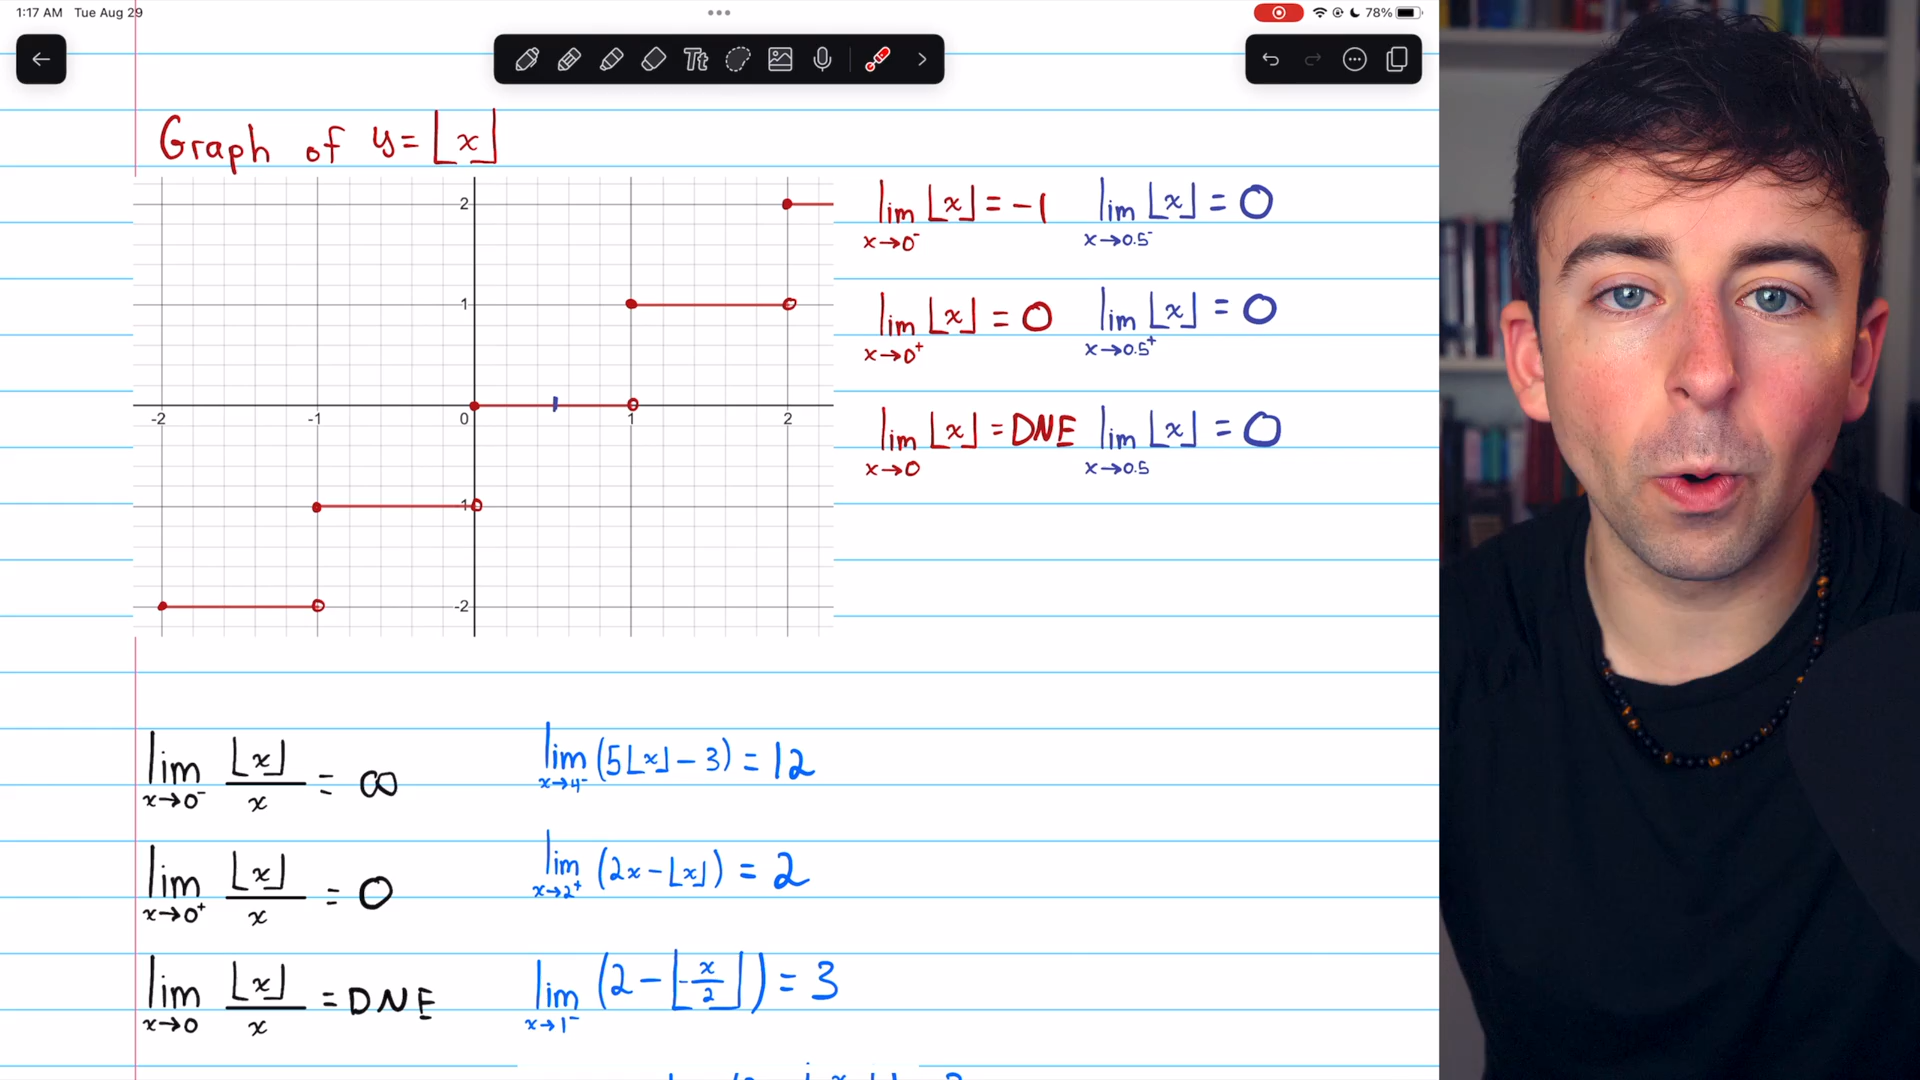 1:17 AM Tue Aug 29
78%
Tt
Graph of y = ⌊x⌋
2
1
-2 -1 0 1 2
-1
-2
lim x→0⁻ ⌊x⌋ = -1
lim x→0.5⁻ ⌊x⌋ = 0
lim x→0⁺ ⌊x⌋ = 0
lim x→0.5⁺ ⌊x⌋ = 0
lim x→0 ⌊x⌋ = DNE
lim x→0.5 ⌊x⌋ = 0
lim x→0⁻ ⌊x⌋/x = ∞
lim x→4⁻ (5⌊x⌋ - 3) = 12
lim x→0⁺ ⌊x⌋/x = 0
lim x→2⁺ (2x - ⌊x⌋) = 2
lim x→0 ⌊x⌋/x = DNE
lim x→1⁻ (2 - ⌊-x/2⌋) = 3